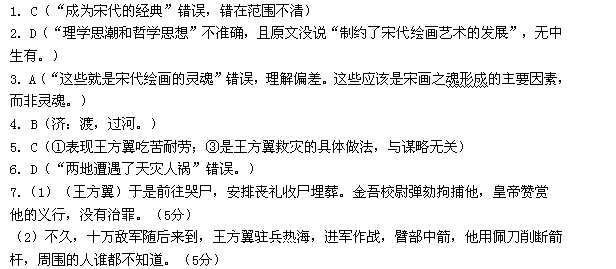 1. C（“成为宋代的经典”错误，错在范围不清）
2. D（“理学思潮和哲学思想”不准确，且原文没说“制约了宋代绘画艺术的发展”，无中
生有。）
3. A（“这些就是宋代绘画的灵魂”错误，理解偏差。这些应该是宋画之魂形成的主要因素，
而非灵魂。）
4. B（济：渡，过河。）
5. C（①表现王方翼吃苦耐劳；③是王方翼救灾的具体做法，与谋略无关）
6. D（“两地遭遇了天灾人祸”错误。）
7. （1）（王方翼）于是前往哭尸，安排丧礼收尸埋葬。金吾校尉弹劾拘捕他，皇帝赞赏
他的义行，没有治罪。（5分）
（2）不久，十万敌军随后来到，王方翼驻兵热海，进军作战，臂部中箭，他用佩刀削断箭
杆，周围的人谁都不知道。（5分）